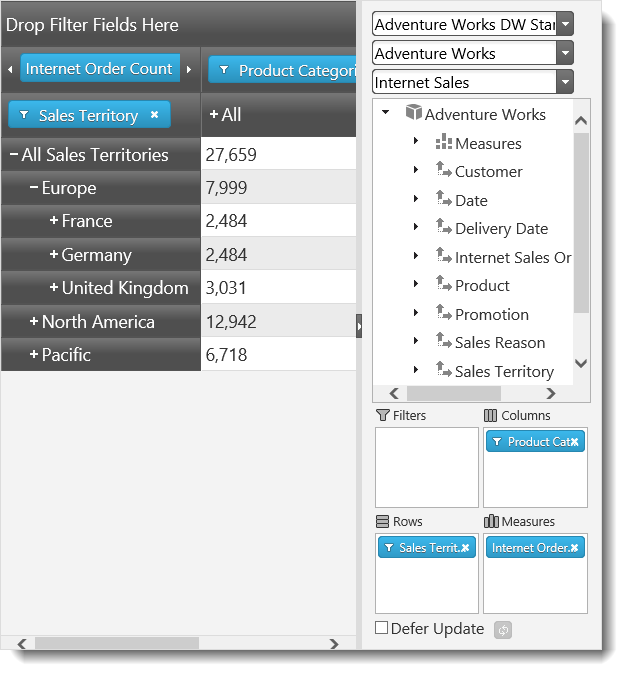 Drop Filter Fields Here
Internet Order Count
Product Categori
Sales Territory
+All
All Sales Territories 27,659
Europe 7,999
France 2,484
Germany 2,484
United Kingdom 3,031
North America 12,942
Pacific 6,718
Adventure Works DW Star
Adventure Works
Internet Sales
Adventure Works
Measures
Customer
Date
Delivery Date
Internet Sales Or
Product
Promotion
Sales Reason
Sales Territory
Filters
Columns
Product Cat
Rows
Measures
Sales Territ..
Internet Order.
Defer Update